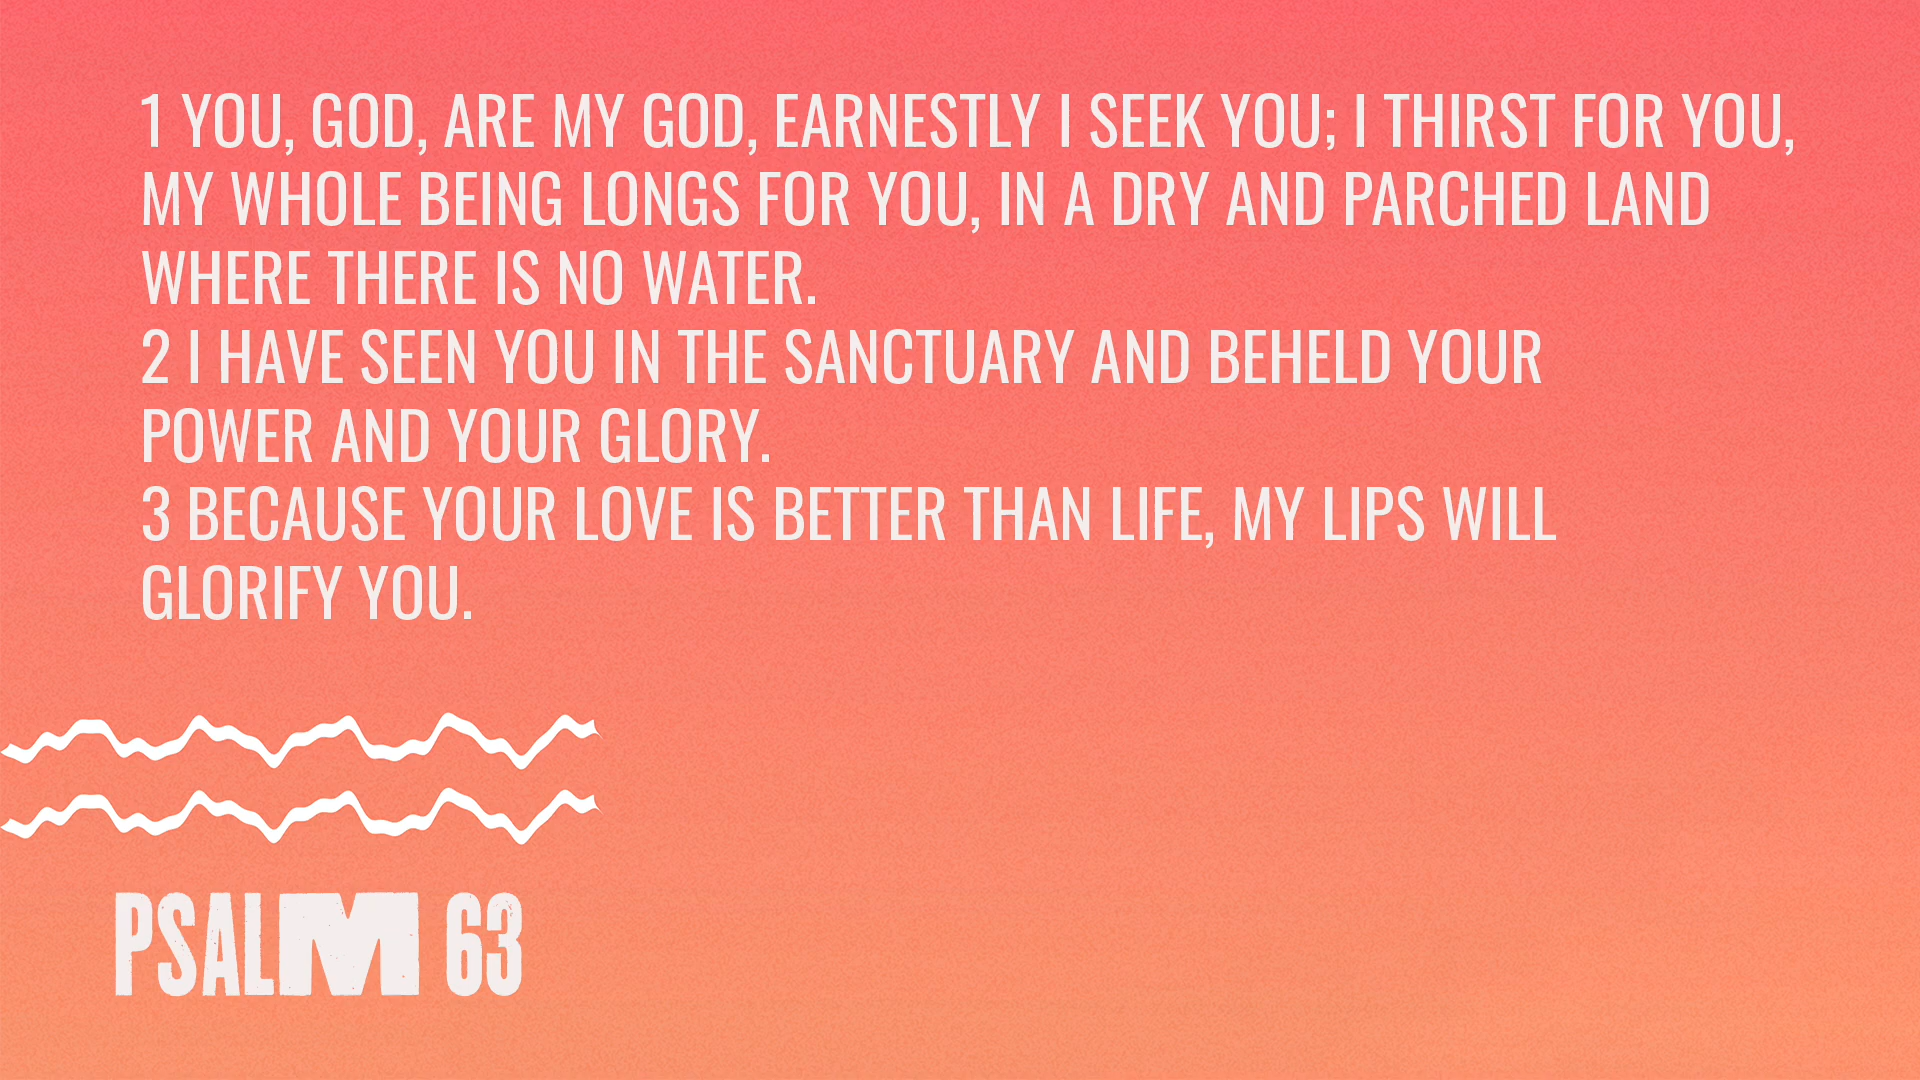 1 YOU, GOD, ARE MY GOD, EARNESTLY I SEEK YOU; I THIRST FOR YOU,
MY WHOLE BEING LONGS FOR YOU, IN A DRY AND PARCHED LAND
WHERE THERE IS NO WATER.
2 I HAVE SEEN YOU IN THE SANCTUARY AND BEHELD YOUR
POWER AND YOUR GLORY.
3 BECAUSE YOUR LOVE IS BETTER THAN LIFE, MY LIPS WILL
GLORIFY YOU.
PSALM 63